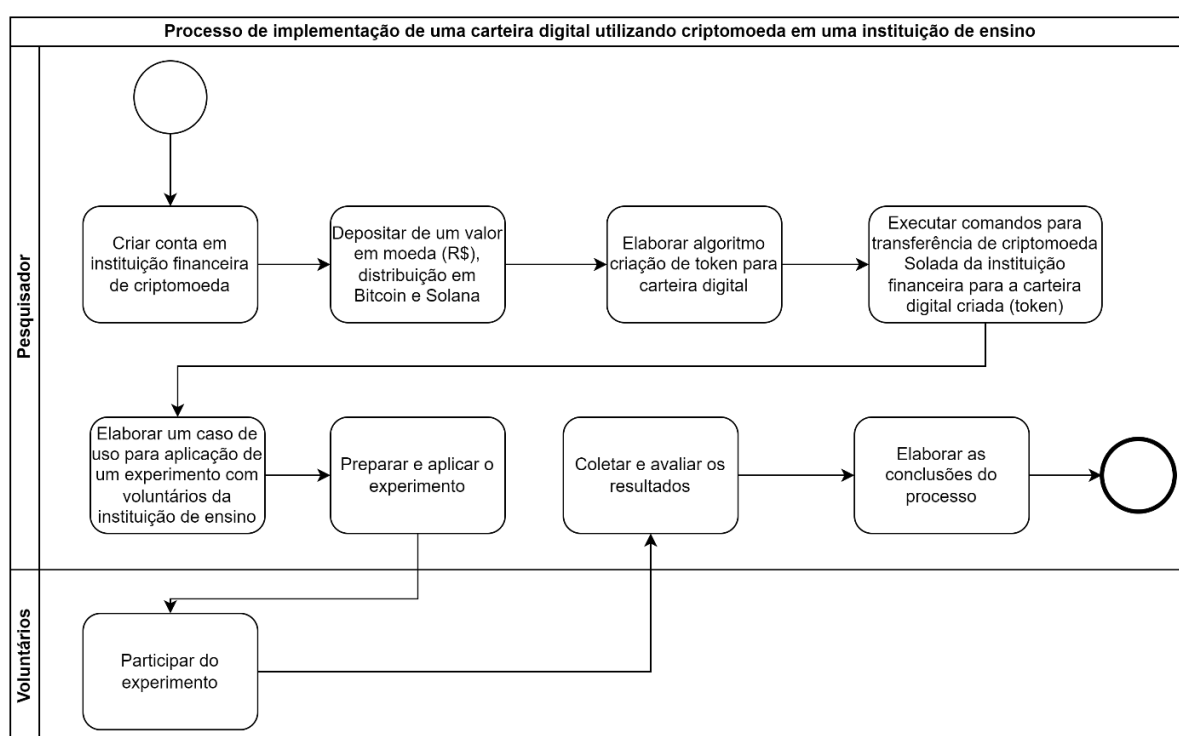 Processo de implementação de uma carteira digital utilizando criptomoeda em uma instituição de ensino
Pesquisador
Criar conta em
instituição financeira
de criptomoeda
Depositar de um valor
em moeda (R$),
distribuição em
Bitcoin e Solana
Elaborar algoritmo
criação de token para
carteira digital
Executar comandos para
transferência de criptomoeda
Solada da instituição
financeira para a carteira
digital criada (token)
Elaborar um caso de
uso para aplicação de
um experimento com
voluntários da
instituição de ensino
Preparar e aplicar o
experimento
Coletar e avaliar os
resultados
Elaborar as
conclusões do
processo
Voluntários
Participar do
experimento